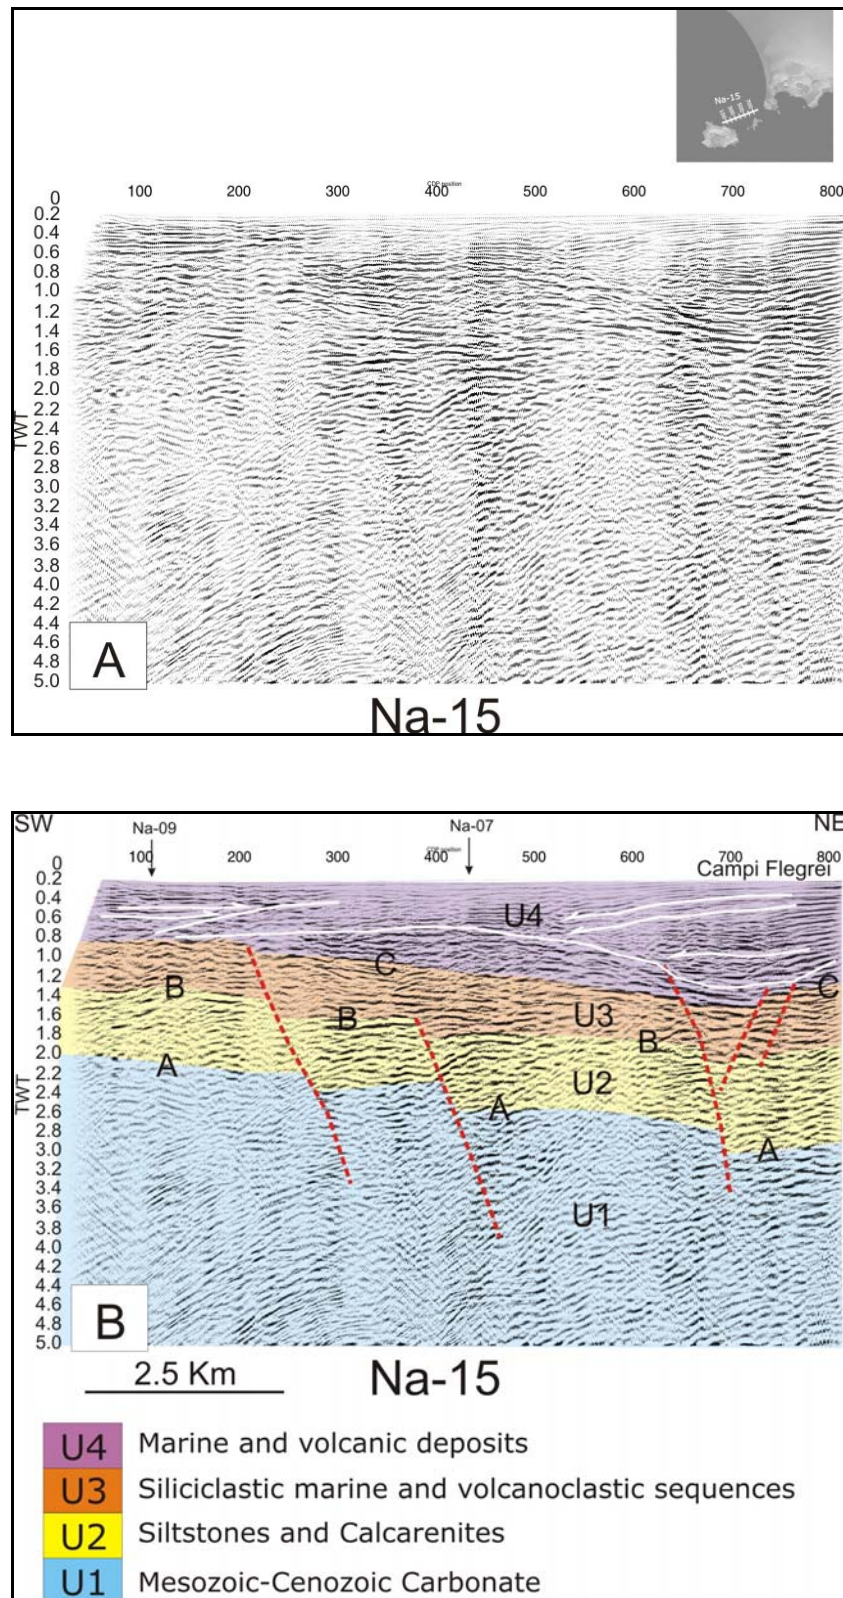 Na-15
CDP position
100 200 300 400 500 600 700 800
0
0.2
0.4
0.6
0.8
1.0
1.2
1.4
1.6
1.8
2.0
2.2
2.4
2.6
2.8
3.0
3.2
3.4
3.6
3.8
4.0
4.2
4.4
4.6
4.8
5.0
TWT
A
Na-15
SW NE
Na-09 Na-07
CDP position
100 200 300 400 500 600 700 800
Campi Flegrei
0
0.2
0.4
0.6
0.8
1.0
1.2
1.4
1.6
1.8
2.0
2.2
2.4
2.6
2.8
3.0
3.2
3.4
3.6
3.8
4.0
4.2
4.4
4.6
4.8
5.0
TWT
U4
C
B
C
B
U3
B
A
U2
A
A
U1
B
2.5 Km
Na-15
U4 Marine and volcanic deposits
U3 Siliciclastic marine and volcanoclastic sequences
U2 Siltstones and Calcarenites
U1 Mesozoic-Cenozoic Carbonate